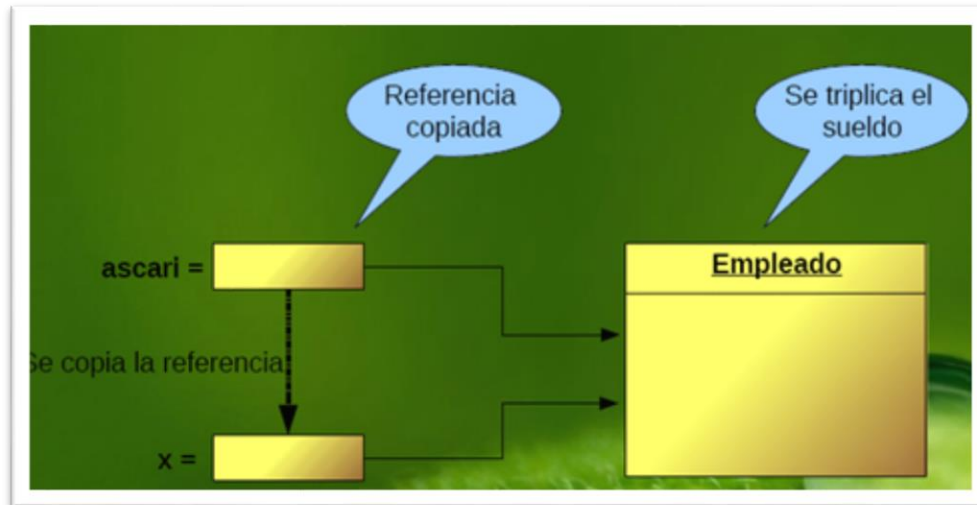 Referencia
copiada
Se triplica el
sueldo
ascari =
Empleado
Se copia la referencia
x =